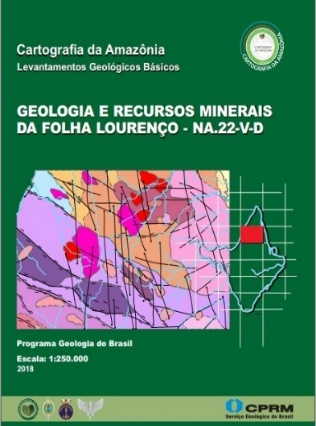 Cartografia da Amazônia
Levantamentos Geológicos Básicos
CARTOGRAFIA DA AMAZÔNIA
GEOLOGIA E RECURSOS MINERAIS
DA FOLHA LOURENÇO - NA.22-V-D
Programa Geologia do Brasil
Escala: 1:250.000
2018
CPRM
Serviço Geológico do Brasil